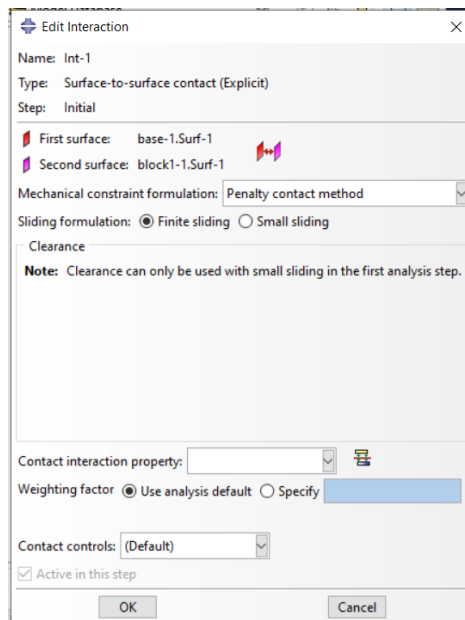 Edit Interaction
Name: Int-1
Type: Surface-to-surface contact (Explicit)
Step: Initial
First surface: base-1.Surf-1
Second surface: block1-1.Surf-1
Mechanical constraint formulation: Penalty contact method
Sliding formulation: Finite sliding Small sliding
Clearance
Note: Clearance can only be used with small sliding in the first analysis step.
Contact interaction property:
Weighting factor Use analysis default Specify
Contact controls: (Default)
Active in this step
OK Cancel